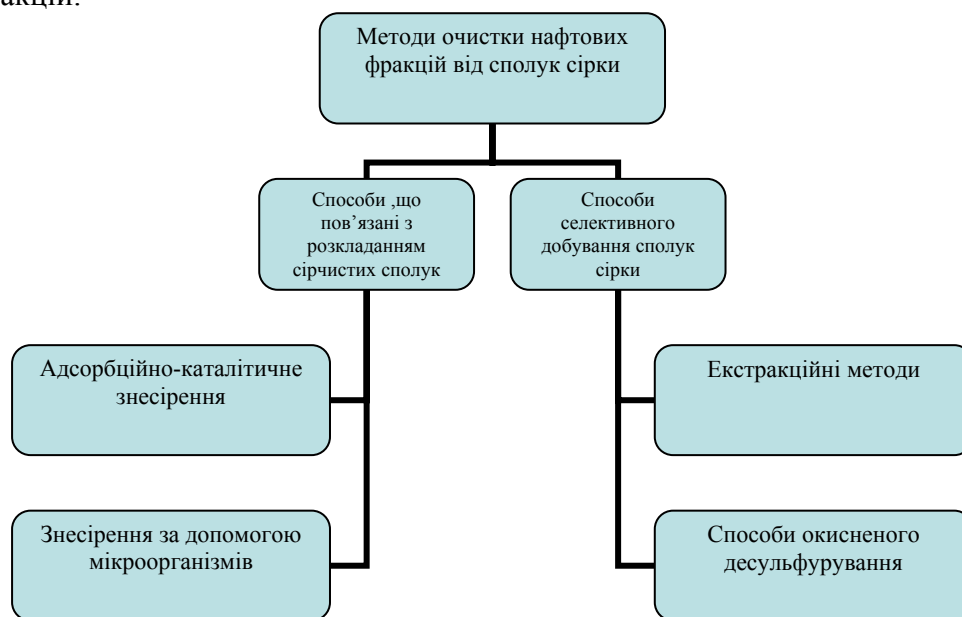 Методи очистки нафтових
фракцій від сполук сірки
Способи ,що
пов’язані з
розкладанням
сірчистих сполук
Способи
селективного
добування сполук
сірки
Адсорбційно-каталітичне
знесірення
Екстракційні методи
Знесірення за допомогою
мікроорганізмів
Способи окисненого
десульфурування